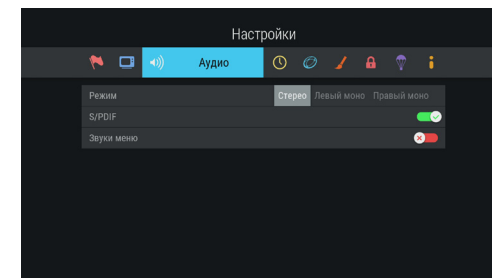 Настройки
Аудио
Режим Стерео Левый моно Правый моно
S/PDIF
Звуки меню